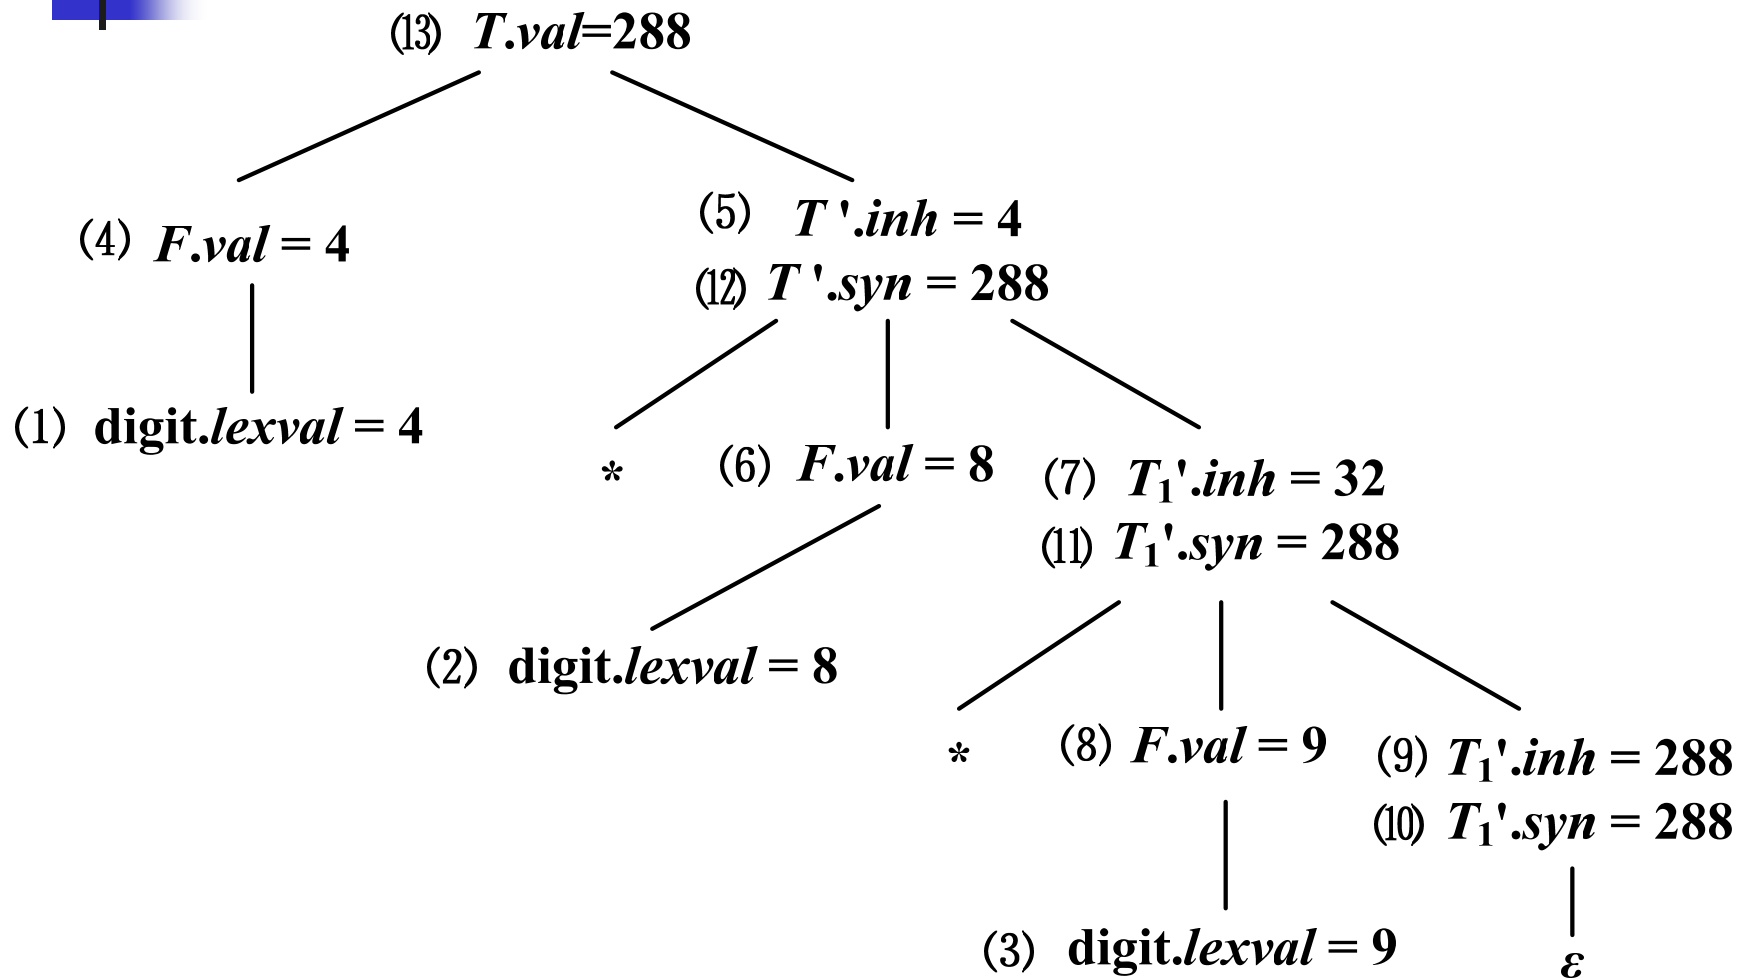 ⒀ T.val=288
⑷ F.val = 4
⑸ T '.inh = 4
⑿ T '.syn = 288
⑴ digit.lexval = 4
*
⑹ F.val = 8
⑺ T₁'.inh = 32
⑾ T₁'.syn = 288
⑵ digit.lexval = 8
*
⑻ F.val = 9
⑼ T₁'.inh = 288
⑽ T₁'.syn = 288
⑶ digit.lexval = 9
ε